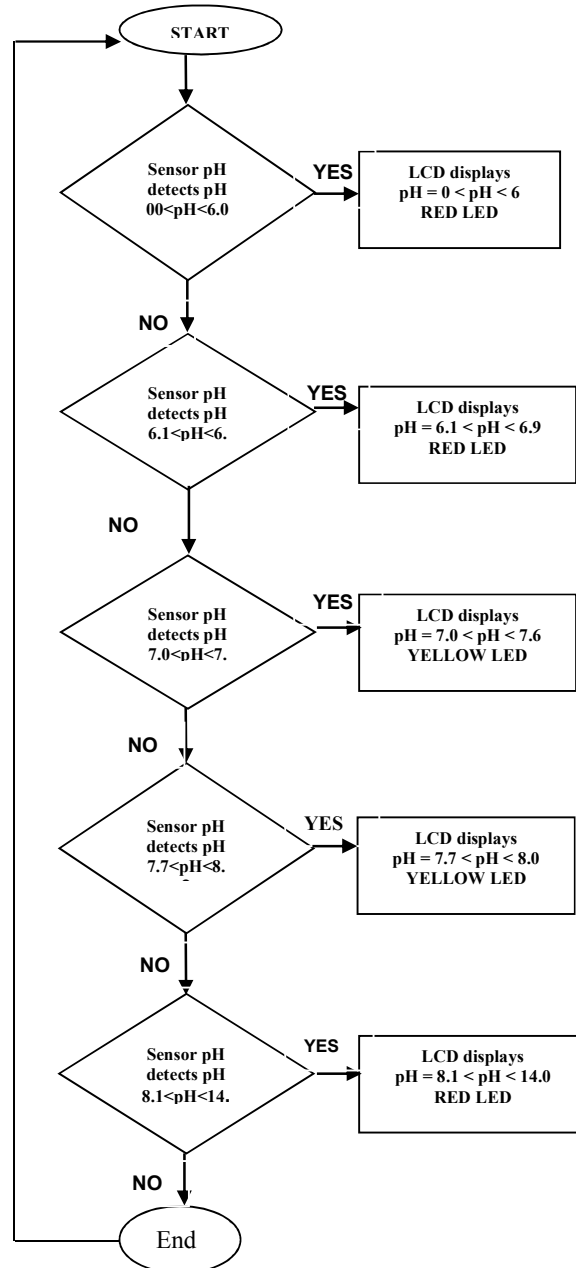 START
Sensor pH
detects pH
00<pH<6.0
YES
LCD displays
pH = 0 < pH < 6
RED LED
NO
Sensor pH
detects pH
6.1<pH<6.
YES
LCD displays
pH = 6.1 < pH < 6.9
RED LED
NO
Sensor pH
detects pH
7.0<pH<7.
YES
LCD displays
pH = 7.0 < pH < 7.6
YELLOW LED
NO
Sensor pH
detects pH
7.7<pH<8.
YES
LCD displays
pH = 7.7 < pH < 8.0
YELLOW LED
NO
Sensor pH
detects pH
8.1<pH<14.
YES
LCD displays
pH = 8.1 < pH < 14.0
RED LED
NO
End